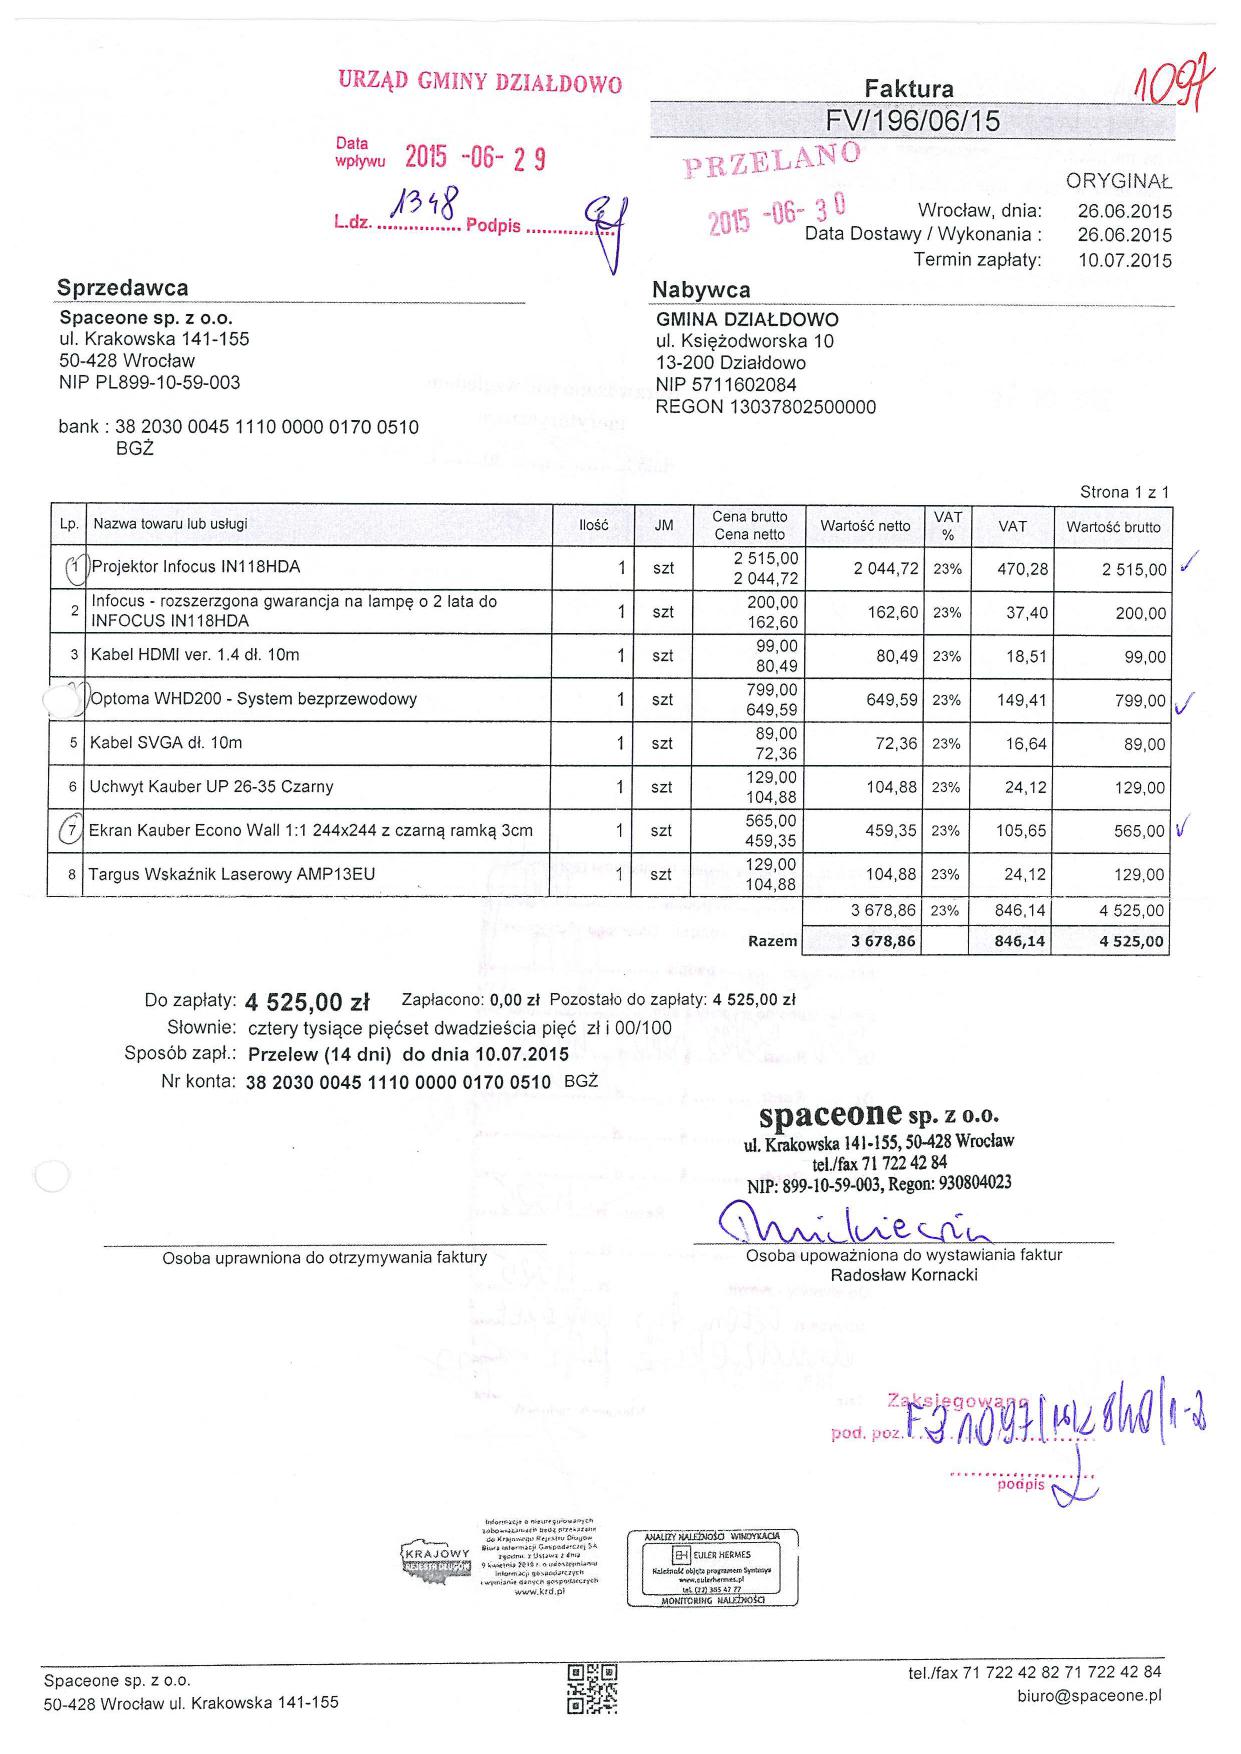 1097
URZĄD GMINY DZIAŁDOWO
Data
wpływu 2015 -06- 29
L.dz. 1348 Podpis
Faktura
FV/196/06/15
PRZELANO
2015 -06- 30
ORYGINAŁ
Wrocław, dnia: 26.06.2015
Data Dostawy / Wykonania : 26.06.2015
Termin zapłaty: 10.07.2015
Sprzedawca
Spaceone sp. z o.o.
ul. Krakowska 141-155
50-428 Wrocław
NIP PL899-10-59-003
bank : 38 2030 0045 1110 0000 0170 0510
BGŻ
Nabywca
GMINA DZIAŁDOWO
ul. Księżodworska 10
13-200 Działdowo
NIP 5711602084
REGON 13037802500000
Strona 1 z 1
Lp. Nazwa towaru lub usługi Ilość JM Cena brutto Cena netto Wartość netto VAT % VAT Wartość brutto
1 Projektor Infocus IN118HDA 1 szt 2 515,00 2 044,72 2 044,72 23% 470,28 2 515,00
2 Infocus - rozszerzgona gwarancja na lampę o 2 lata do INFOCUS IN118HDA 1 szt 200,00 162,60 162,60 23% 37,40 200,00
3 Kabel HDMI ver. 1.4 dł. 10m 1 szt 99,00 80,49 80,49 23% 18,51 99,00
Optoma WHD200 - System bezprzewodowy 1 szt 799,00 649,59 649,59 23% 149,41 799,00
5 Kabel SVGA dł. 10m 1 szt 89,00 72,36 72,36 23% 16,64 89,00
6 Uchwyt Kauber UP 26-35 Czarny 1 szt 129,00 104,88 104,88 23% 24,12 129,00
7 Ekran Kauber Econo Wall 1:1 244x244 z czarną ramką 3cm 1 szt 565,00 459,35 459,35 23% 105,65 565,00
8 Targus Wskaźnik Laserowy AMP13EU 1 szt 129,00 104,88 104,88 23% 24,12 129,00
3 678,86 23% 846,14 4 525,00
Razem 3 678,86 846,14 4 525,00
Do zapłaty: 4 525,00 zł Zapłacono: 0,00 zł Pozostało do zapłaty: 4 525,00 zł
Słownie: cztery tysiące pięćset dwadzieścia pięć zł i 00/100
Sposób zapł.: Przelew (14 dni) do dnia 10.07.2015
Nr konta: 38 2030 0045 1110 0000 0170 0510 BGŻ
spaceone sp. z o.o.
ul. Krakowska 141-155, 50-428 Wrocław
tel./fax 71 722 42 84
NIP: 899-10-59-003, Regon: 930804023
Osoba uprawniona do otrzymywania faktury
Osoba upoważniona do wystawiania faktur
Radosław Kornacki
Zaksięgowano
pod. poz.
podpis
KRAJOWY
REJESTR DŁUGÓW
Informacje o nieuregulowanych
zobowiązaniach będą przekazane
do Krajowego Rejestru Długów
Biura Informacji Gospodarczej SA
zgodnie z Ustawą z dnia
9 kwietnia 2010 r. o udostępnianiu
informacji gospodarczych
i wymianie danych gospodarczych
www.krd.pl
ANALIZY NALEŻNOŚCI WINDYKACJA
EH EULER HERMES
Należność objęta programem Syntesys
www.eulerhermes.pl
tel. (22) 385 47 77
MONITORING NALEŻNOŚCI
Spaceone sp. z o.o.
50-428 Wrocław ul. Krakowska 141-155
tel./fax 71 722 42 82 71 722 42 84
biuro@spaceone.pl